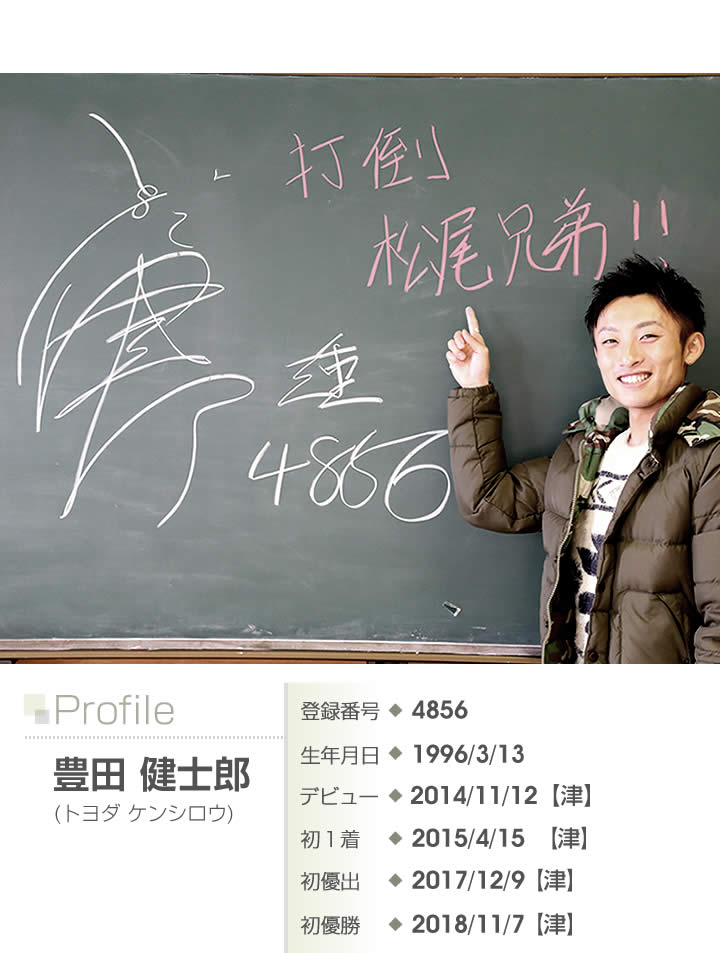 打倒
松尾兄弟!!
三重
4856
Profile
豊田 健士郎
(トヨダ ケンシロウ)
登録番号 ◆ 4856
生年月日 ◆ 1996/3/13
デビュー ◆ 2014/11/12【津】
初1着 ◆ 2015/4/15 【津】
初優出 ◆ 2017/12/9【津】
初優勝 ◆ 2018/11/7【津】